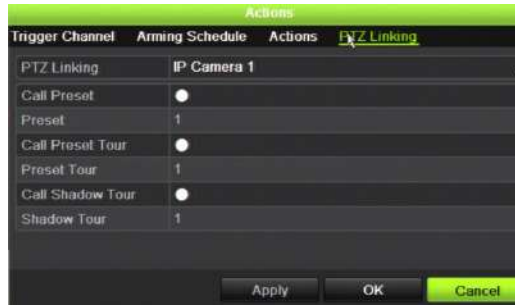 Actions
Trigger Channel Arming Schedule Actions PTZ Linking
PTZ Linking IP Camera 1
Call Preset
Preset 1
Call Preset Tour
Preset Tour 1
Call Shadow Tour
Shadow Tour 1
Apply OK Cancel